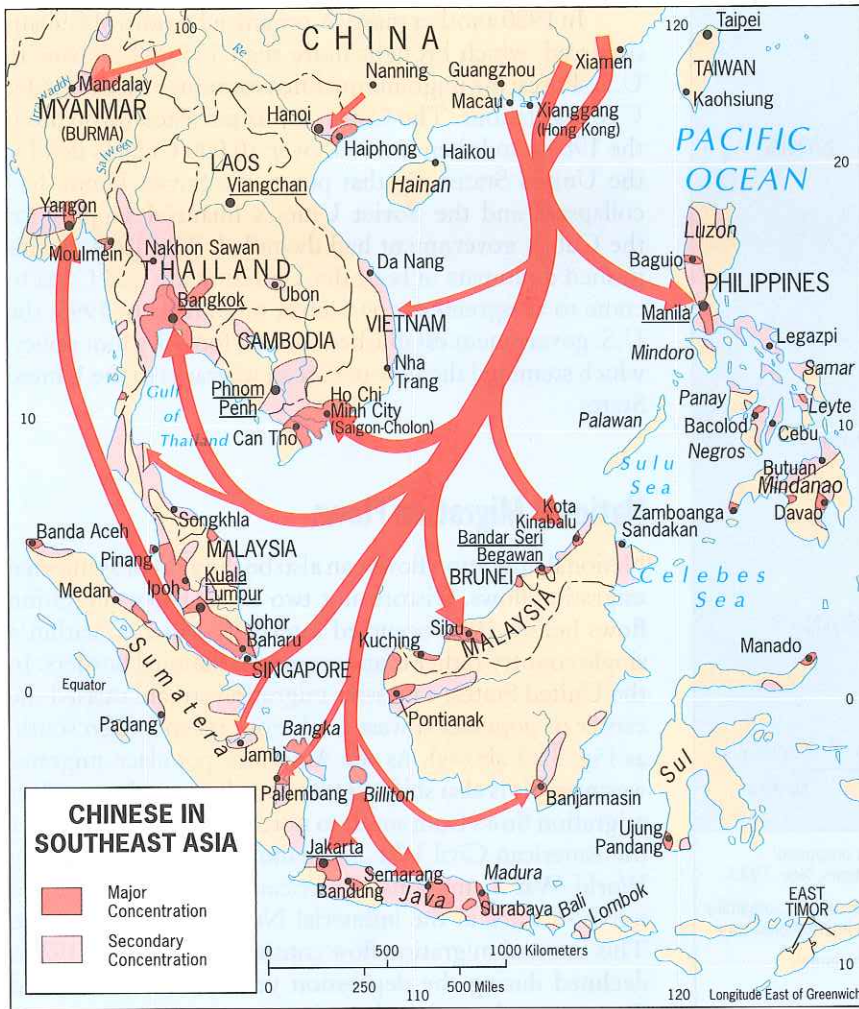 100
120
CHINA
Taipei
TAIWAN
Kaohsiung
Xiamen
Nanning
Guangzhou
Macau
Xianggang
(Hong Kong)
Irrawaddy
Mandalay
MYANMAR
(BURMA)
Salween
Re
Hanoi
Haiphong
Haikou
Hainan
PACIFIC
OCEAN
20
LAOS
Viangchan
Yangon
Moulmein
Nakhon Sawan
THAILAND
Da Nang
Bangkok
Ubon
VIETNAM
CAMBODIA
Luzon
Baguio
PHILIPPINES
Manila
Mindoro
Legazpi
Nha
Trang
Phnom
Penh
Ho Chi
Minh City
(Saigon-Cholon)
Can Tho
Gulf
of
Thailand
10
Samar
Panay
Leyte
Bacolod
Cebu
10
Negros
Palawan
Sulu
Sea
Butuan
Mindanao
Zamboanga
Davao
Sandakan
Kota
Kinabalu
Bandar Seri
Begawan
BRUNEI
Celebes
Sea
Songkhla
Banda Aceh
Pinang
MALAYSIA
Ipoh
Kuala
Lumpur
Medan
Johor
Baharu
SINGAPORE
Sibu
Kuching
MALAYSIA
Manado
Equator
0
0
Sumatera
Pontianak
Padang
Jambi
Bangka
Palembang
Billiton
Banjarmasin
Sul
Ujung
Pandang
Jakarta
Bandung
Semarang
Java
Madura
Surabaya
Bali
Lombok
EAST
TIMOR
CHINESE IN
SOUTHEAST ASIA
Major
Concentration
Secondary
Concentration
0 500 1000 Kilometers
0 250 500 Miles
110
120
10
Longitude East of Greenwich